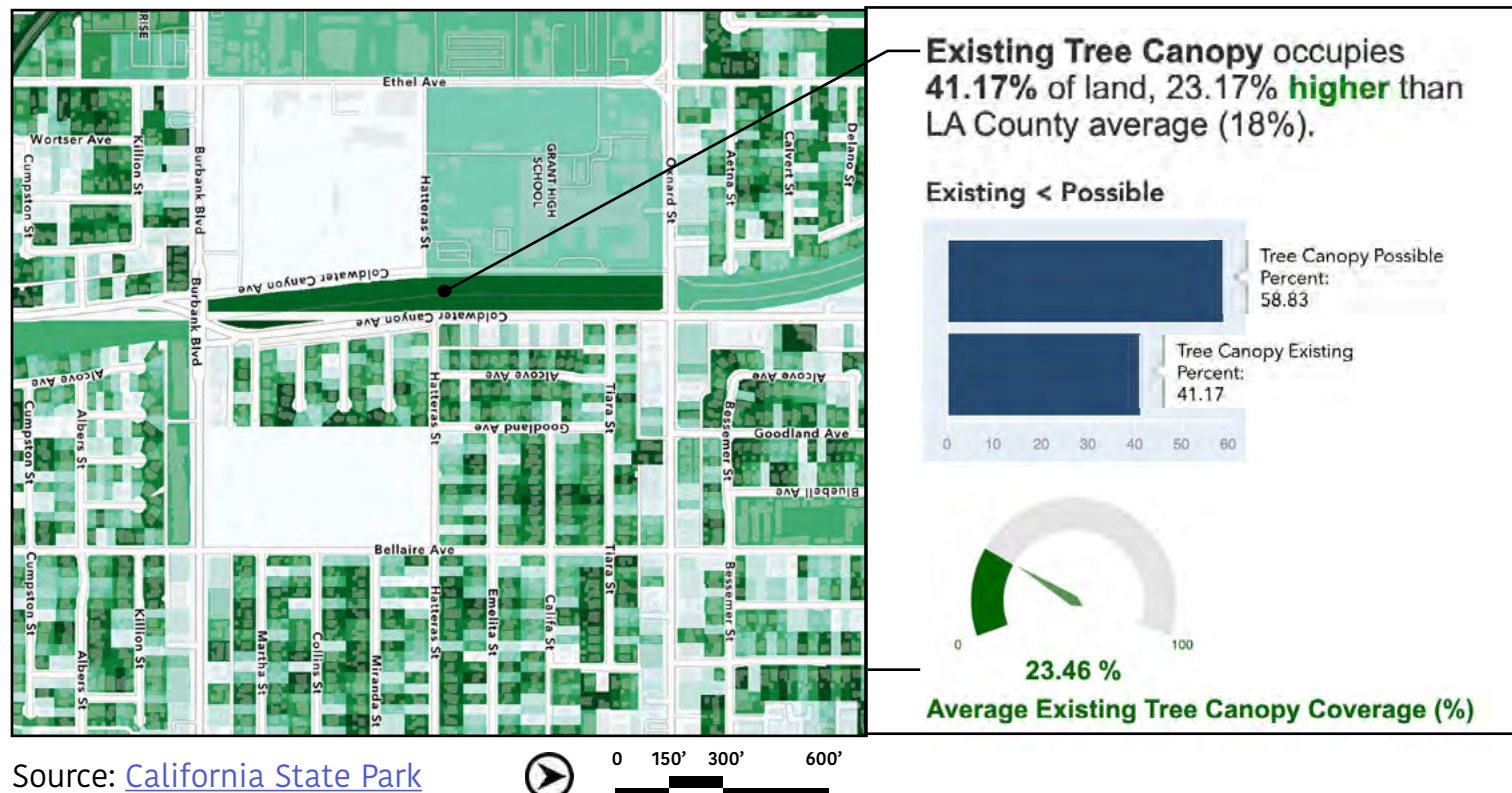 RISE
Ethel Ave
Wortser Ave
Killion St
Cumpston St
Burbank Blvd
Hatteras St
GRANT HIGH
SCHOOL
Oxnard St
Aetna St
Calvert St
Delano St
Coldwater Canyon Ave
Burbank Blvd
Coldwater Canyon Ave
Alcove Ave
Cumpston St
Albers St
Hatteras St
Alcove Ave
Tiara St
Goodland Ave
Bessemer St
Alcove Ave
Goodland Ave
Bluebell Ave
Bellaire Ave
Cumpston St
Albers St
Killion St
Martha St
Collins St
Miranda St
Hatteras St
Emelita St
Califa St
Tiara St
Bessemer St
Existing Tree Canopy occupies
41.17% of land, 23.17% higher than
LA County average (18%).
Existing < Possible
Tree Canopy Possible
Percent:
58.83
Tree Canopy Existing
Percent:
41.17
0 10 20 30 40 50 60
0 100
23.46 %
Average Existing Tree Canopy Coverage (%)
Source: California State Park
0 150’ 300’ 600’